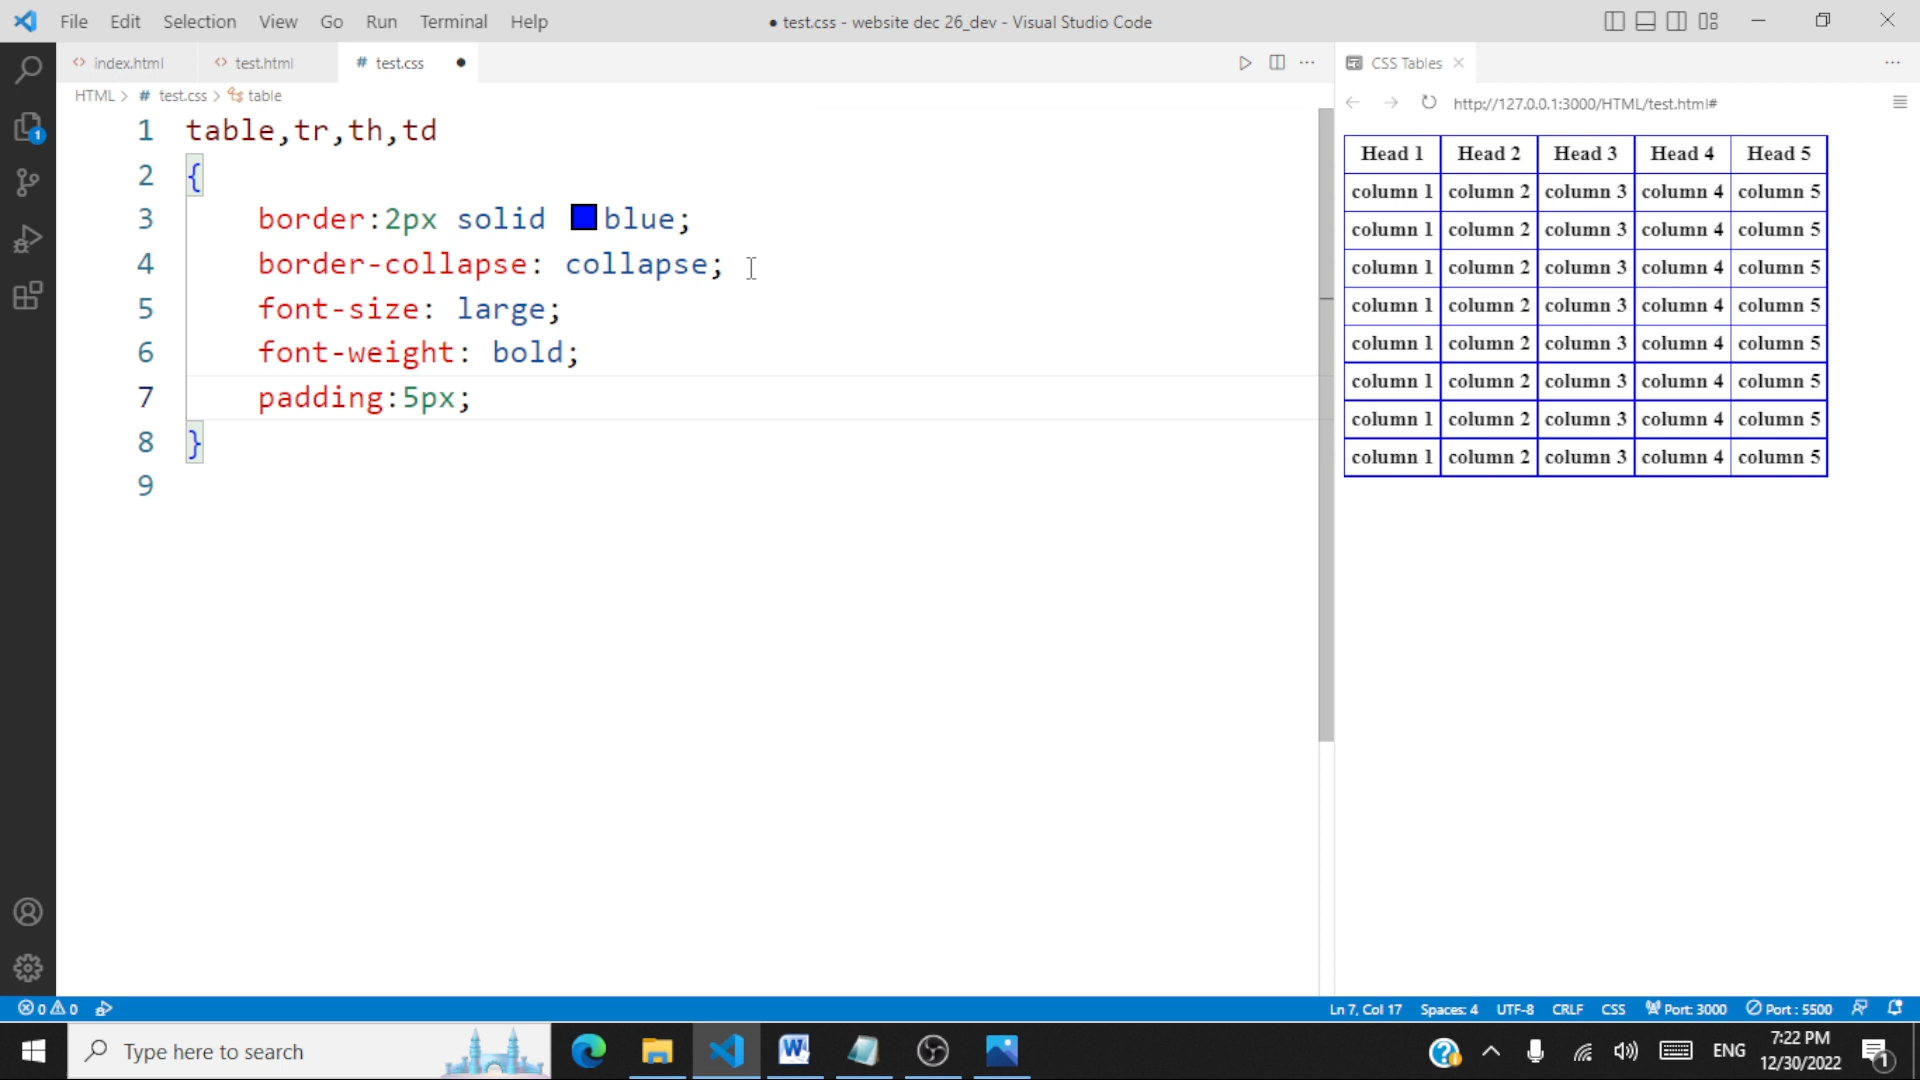 File Edit Selection View Go Run Terminal Help
● test.css - website dec 26_dev - Visual Studio Code
index.html test.html # test.css ●
CSS Tables
HTML > # test.css > table
http://127.0.0.1:3000/HTML/test.html#
1 table,tr,th,td
2 {
3 border:2px solid blue;
4 border-collapse: collapse;
5 font-size: large;
6 font-weight: bold;
7 padding:5px;
8 }
9
Head 1 Head 2 Head 3 Head 4 Head 5
column 1 column 2 column 3 column 4 column 5
column 1 column 2 column 3 column 4 column 5
column 1 column 2 column 3 column 4 column 5
column 1 column 2 column 3 column 4 column 5
column 1 column 2 column 3 column 4 column 5
column 1 column 2 column 3 column 4 column 5
column 1 column 2 column 3 column 4 column 5
column 1 column 2 column 3 column 4 column 5
1
0 0
Ln 7, Col 17 Spaces: 4 UTF-8 CRLF CSS Port: 3000 Port : 5500
Type here to search
ENG
7:22 PM
12/30/2022
1